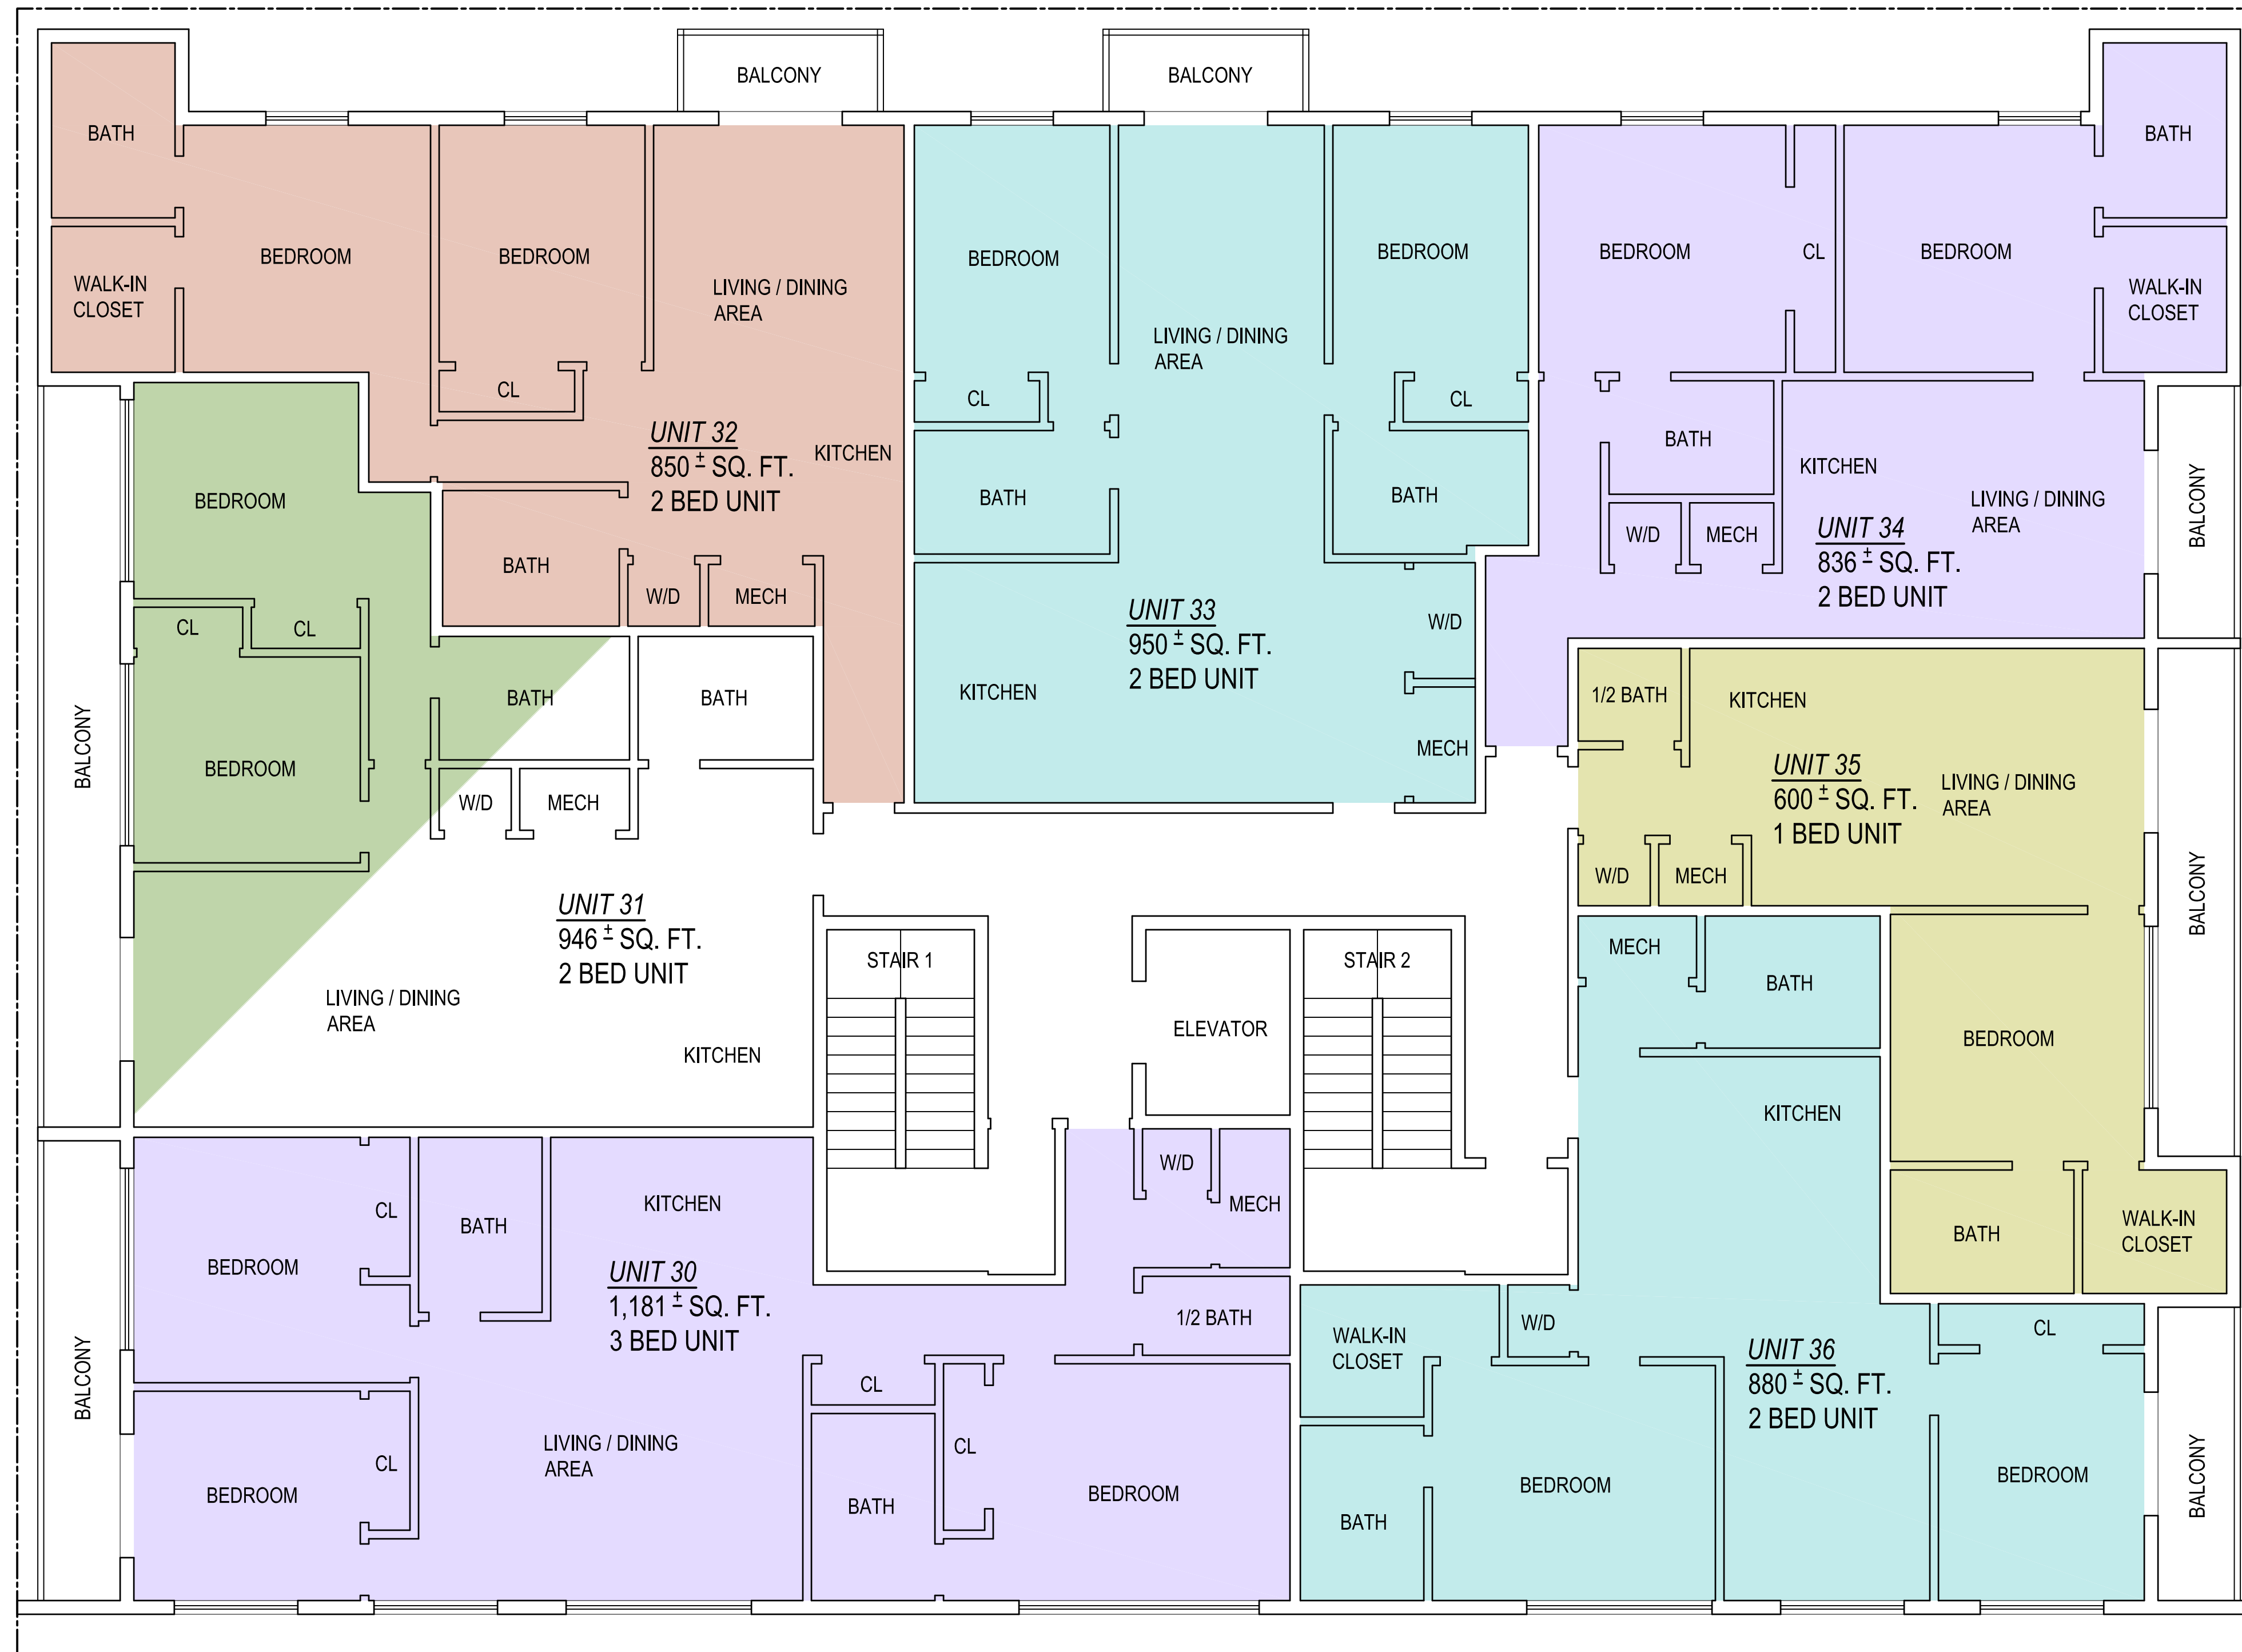 BALCONY
BALCONY
BATH
BEDROOM
BEDROOM
WALK-IN
CLOSET
LIVING / DINING
AREA
CL
UNIT 32
850 ± SQ. FT.
2 BED UNIT
KITCHEN
BATH
W/D
MECH
BEDROOM
LIVING / DINING
AREA
BEDROOM
CL
CL
BATH
BATH
UNIT 33
950 ± SQ. FT.
2 BED UNIT
KITCHEN
W/D
MECH
BEDROOM
CL
BEDROOM
BATH
WALK-IN
CLOSET
BATH
KITCHEN
LIVING / DINING
AREA
W/D
MECH
UNIT 34
836 ± SQ. FT.
2 BED UNIT
BALCONY
BEDROOM
CL
CL
BALCONY
BEDROOM
BATH
BATH
W/D
MECH
UNIT 31
946 ± SQ. FT.
2 BED UNIT
LIVING / DINING
AREA
KITCHEN
1/2 BATH
KITCHEN
UNIT 35
600 ± SQ. FT.
1 BED UNIT
LIVING / DINING
AREA
W/D
MECH
BALCONY
BEDROOM
BATH
WALK-IN
CLOSET
STAIR 1
ELEVATOR
STAIR 2
BALCONY
BEDROOM
CL
BATH
KITCHEN
UNIT 30
1,181 ± SQ. FT.
3 BED UNIT
W/D
MECH
1/2 BATH
CL
BEDROOM
CL
LIVING / DINING
AREA
BATH
CL
BEDROOM
MECH
BATH
KITCHEN
WALK-IN
CLOSET
W/D
UNIT 36
880 ± SQ. FT.
2 BED UNIT
CL
BATH
BEDROOM
BEDROOM
BALCONY